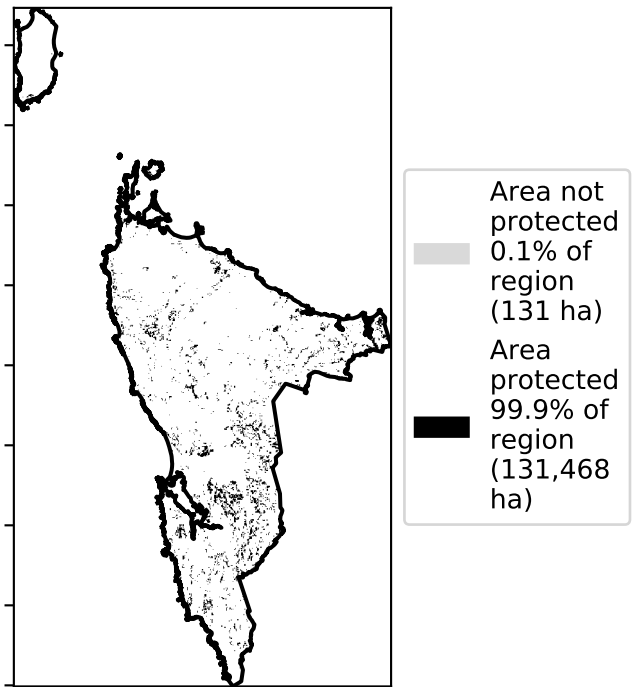 Area not
protected
0.1% of
region
(131 ha)
Area
protected
99.9% of
region
(131,468
ha)